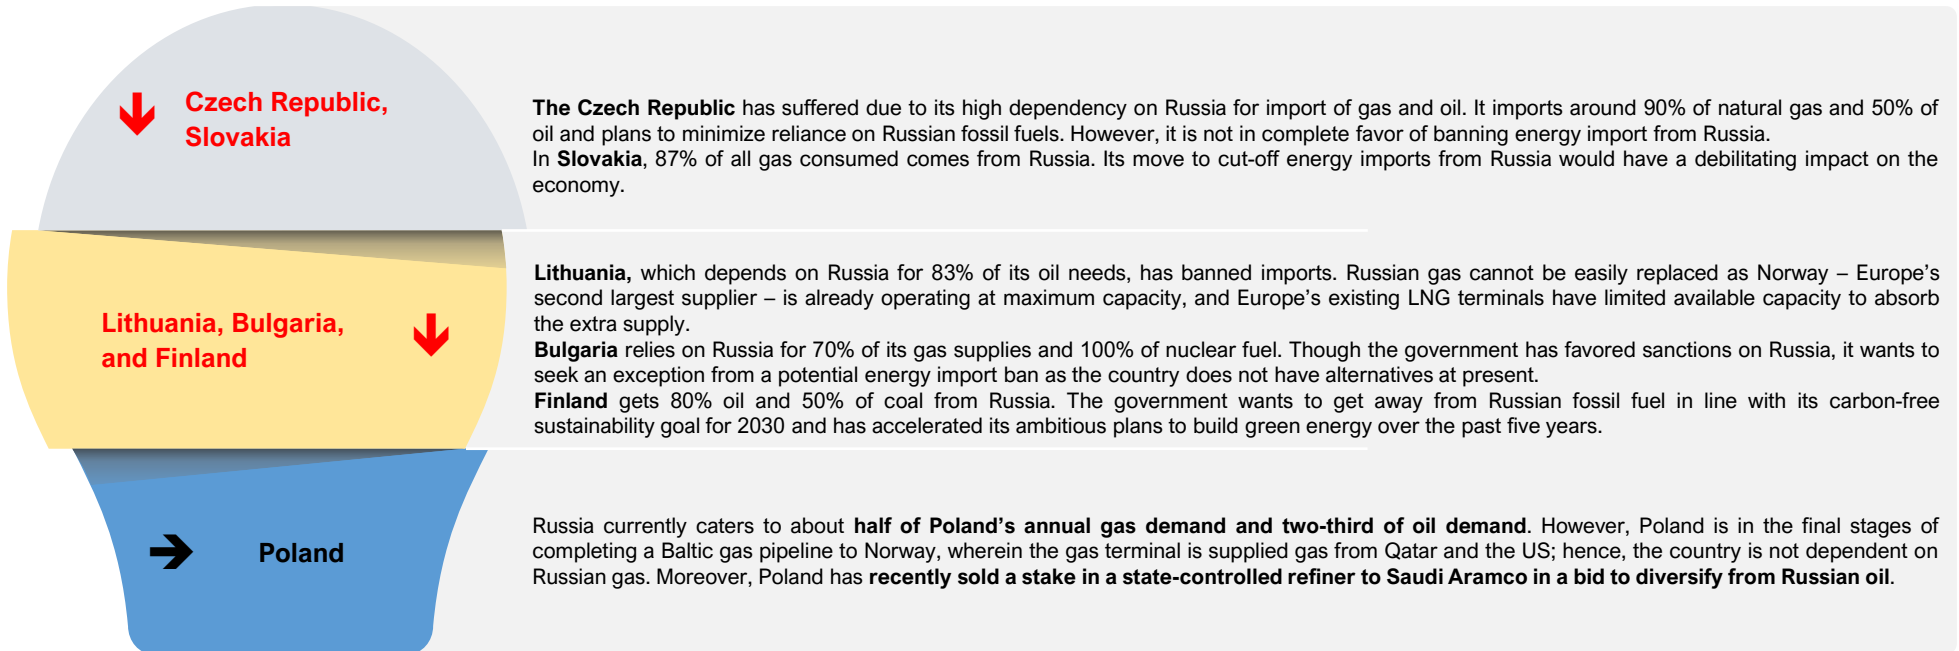 Czech Republic,
Slovakia
The Czech Republic has suffered due to its high dependency on Russia for import of gas and oil. It imports around 90% of natural gas and 50% of
oil and plans to minimize reliance on Russian fossil fuels. However, it is not in complete favor of banning energy import from Russia.
In Slovakia, 87% of all gas consumed comes from Russia. Its move to cut-off energy imports from Russia would have a debilitating impact on the
economy.
Lithuania, Bulgaria,
and Finland
Lithuania, which depends on Russia for 83% of its oil needs, has banned imports. Russian gas cannot be easily replaced as Norway – Europe's
second largest supplier – is already operating at maximum capacity, and Europe's existing LNG terminals have limited available capacity to absorb
the extra supply.
Bulgaria relies on Russia for 70% of its gas supplies and 100% of nuclear fuel. Though the government has favored sanctions on Russia, it wants to
seek an exception from a potential energy import ban as the country does not have alternatives at present.
Finland gets 80% oil and 50% of coal from Russia. The government wants to get away from Russian fossil fuel in line with its carbon-free
sustainability goal for 2030 and has accelerated its ambitious plans to build green energy over the past five years.
Poland
Russia currently caters to about half of Poland's annual gas demand and two-third of oil demand. However, Poland is in the final stages of
completing a Baltic gas pipeline to Norway, wherein the gas terminal is supplied gas from Qatar and the US; hence, the country is not dependent on
Russian gas. Moreover, Poland has recently sold a stake in a state-controlled refiner to Saudi Aramco in a bid to diversify from Russian oil.